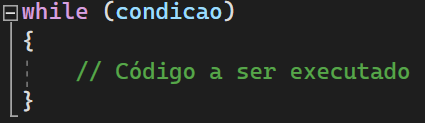 while (condicao)
{
    // Código a ser executado
}